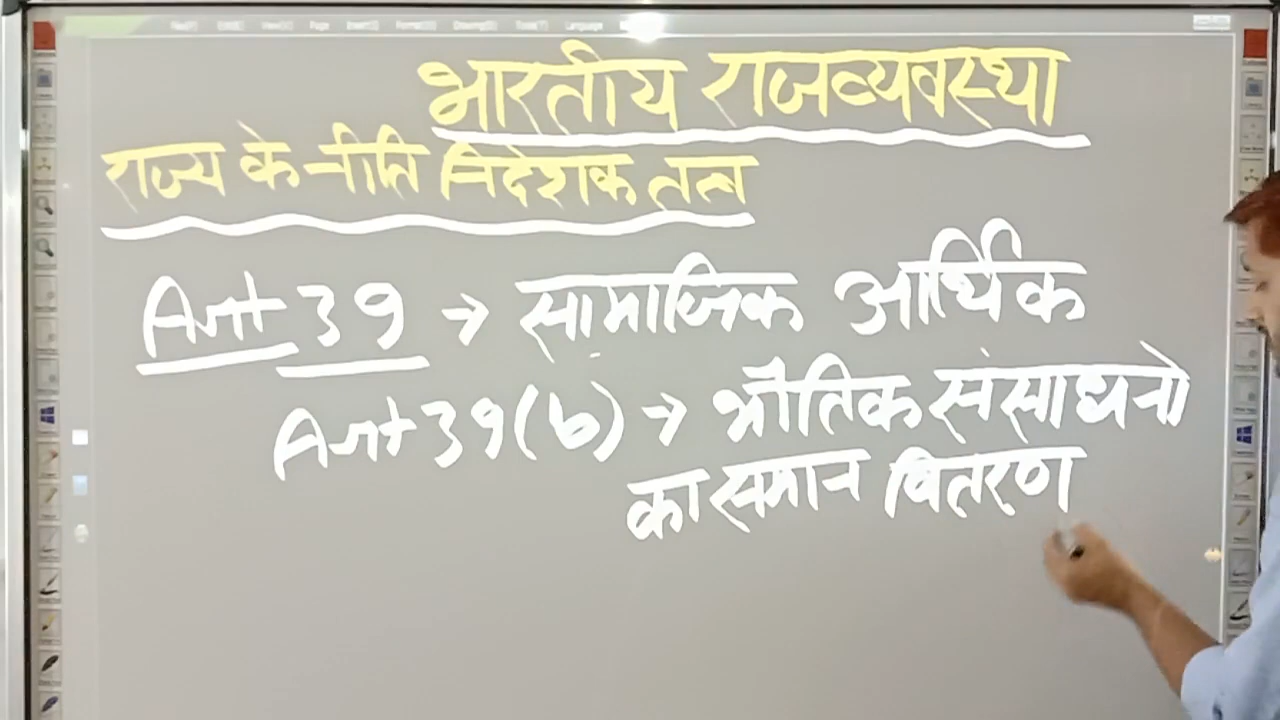 भारतीय राजव्यवस्था
राज्य के नीति निदेशक तत्व
Art 39 → सामाजिक आर्थिक
Art 39(b) → भौतिक संसाधनो
का समान वितरण